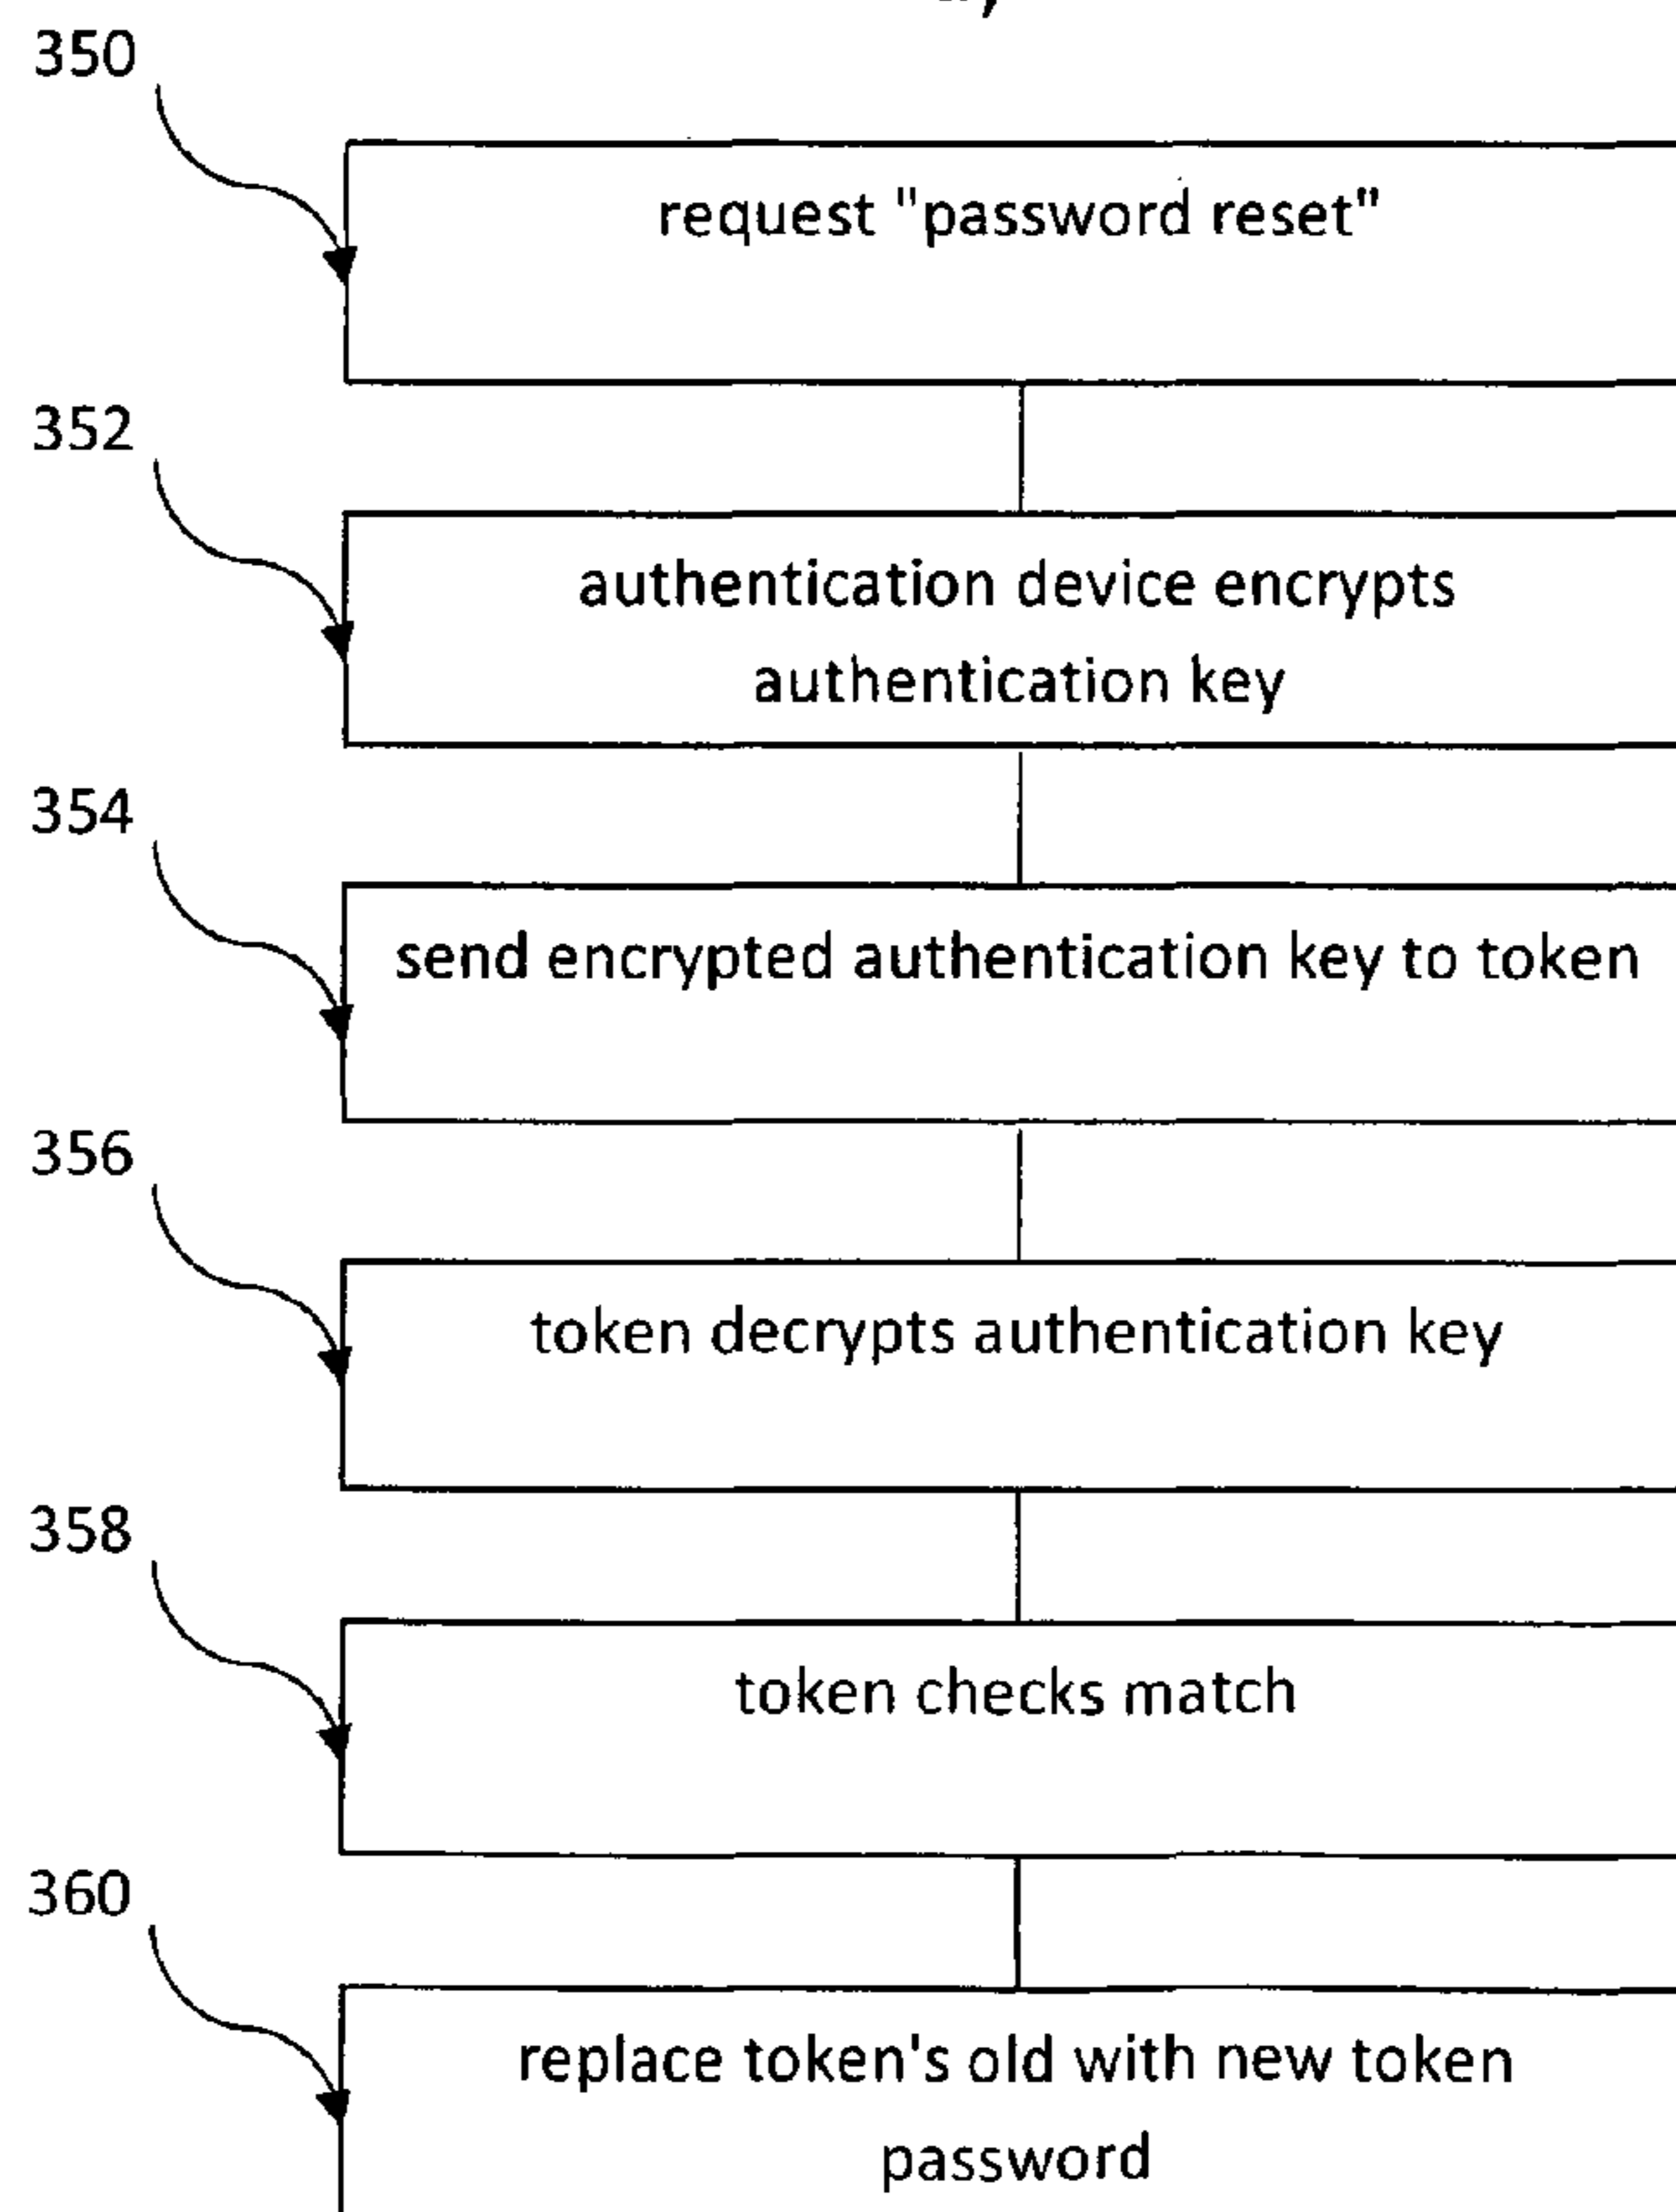 350
request "password reset"
352
authentication device encrypts
authentication key
354
send encrypted authentication key to token
356
token decrypts authentication key
358
token checks match
360
replace token's old with new token
password